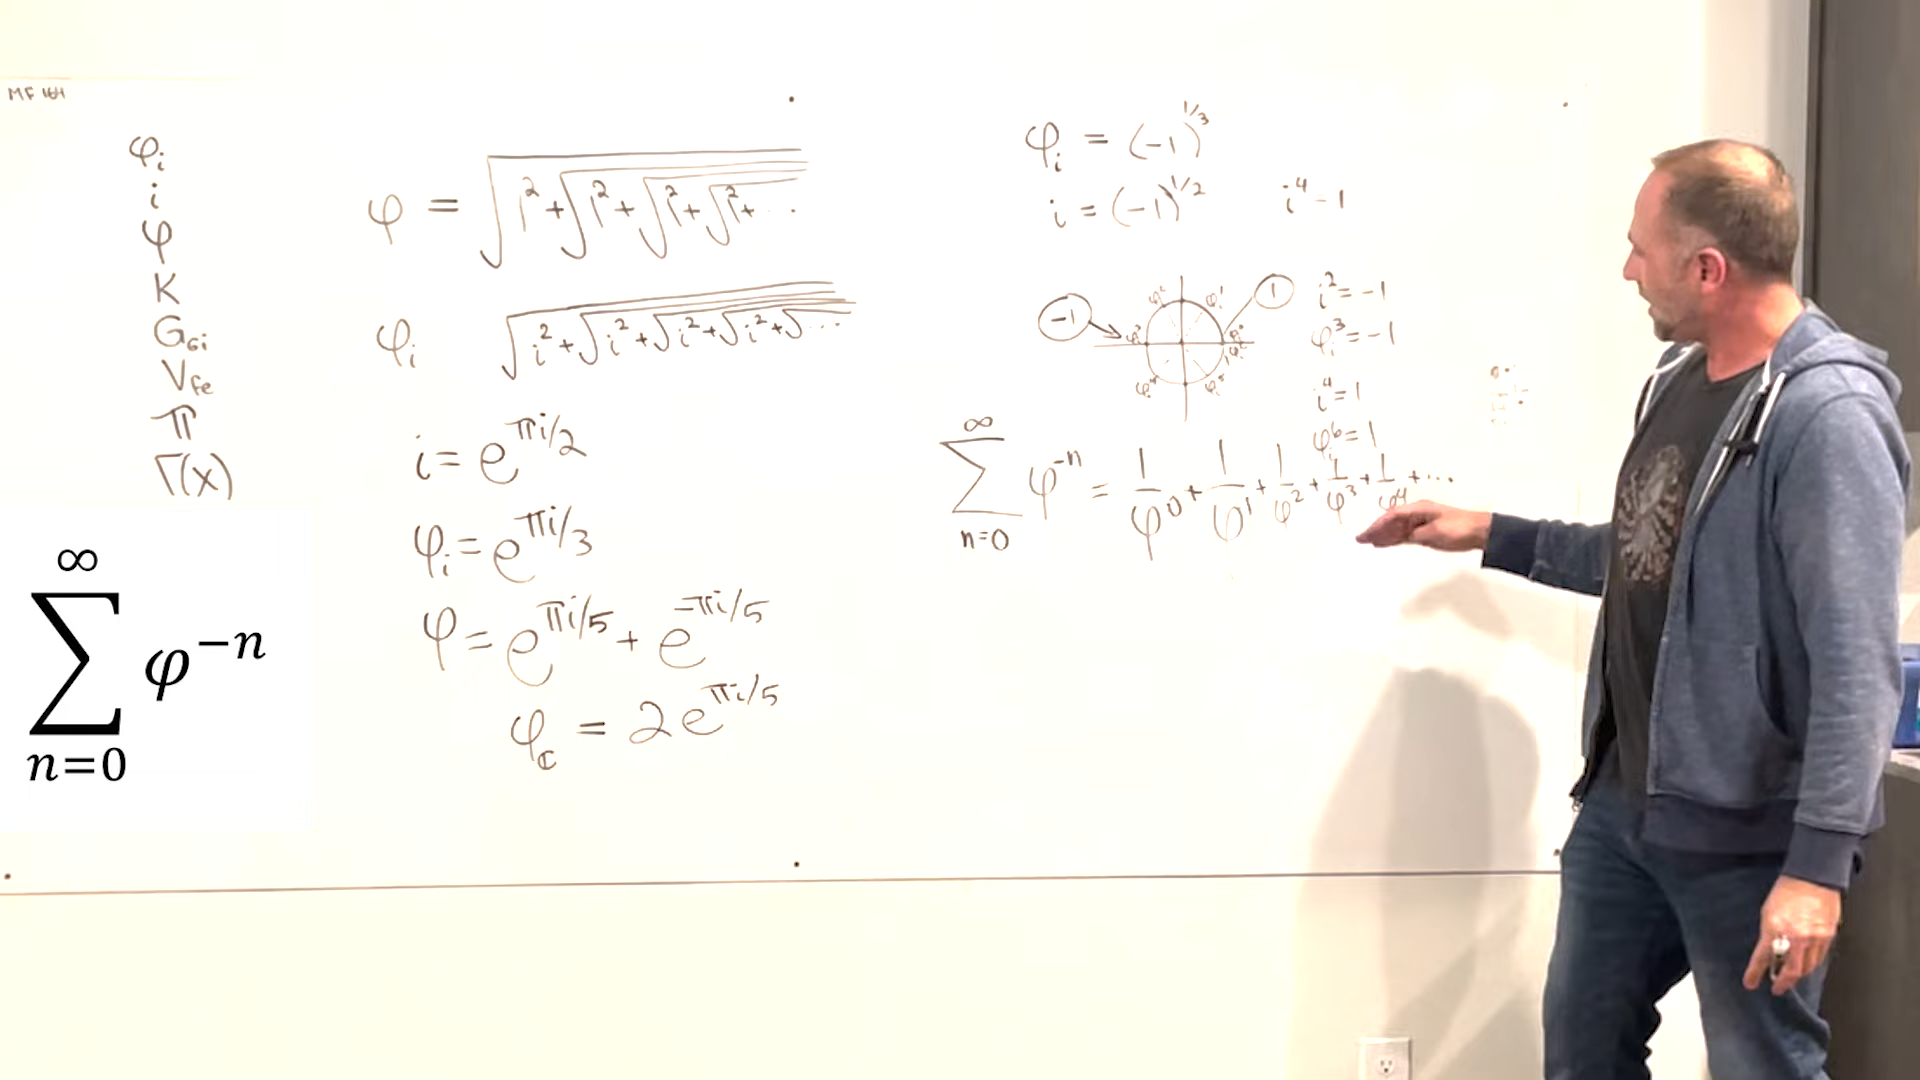 MF 164
φᵢ
i
φ
K
G_Gi
V_fe
π
Γ(x)
φ = √(1² + √(1² + √(1² + √(1² + ...
φᵢ √(i² + √(i² + √(i² + √(i² + √...
i = e^(πi/2)
φᵢ = e^(πi/3)
φ = e^(πi/5) + e^(-πi/5)
φ_ℂ = 2e^(πi/5)
∞
∑ φ⁻ⁿ
n=0
φᵢ = (-1)^(1/3)
i = (-1)^(1/2) i⁴ - 1
-1
1
i² = -1
φᵢ³ = -1
i⁴ = 1
φᵢ⁶ = 1
∞
∑ φ⁻ⁿ = 1/φ⁰ + 1/φ¹ + 1/φ² + 1/φ³ + 1/φ⁴ + ...
n=0